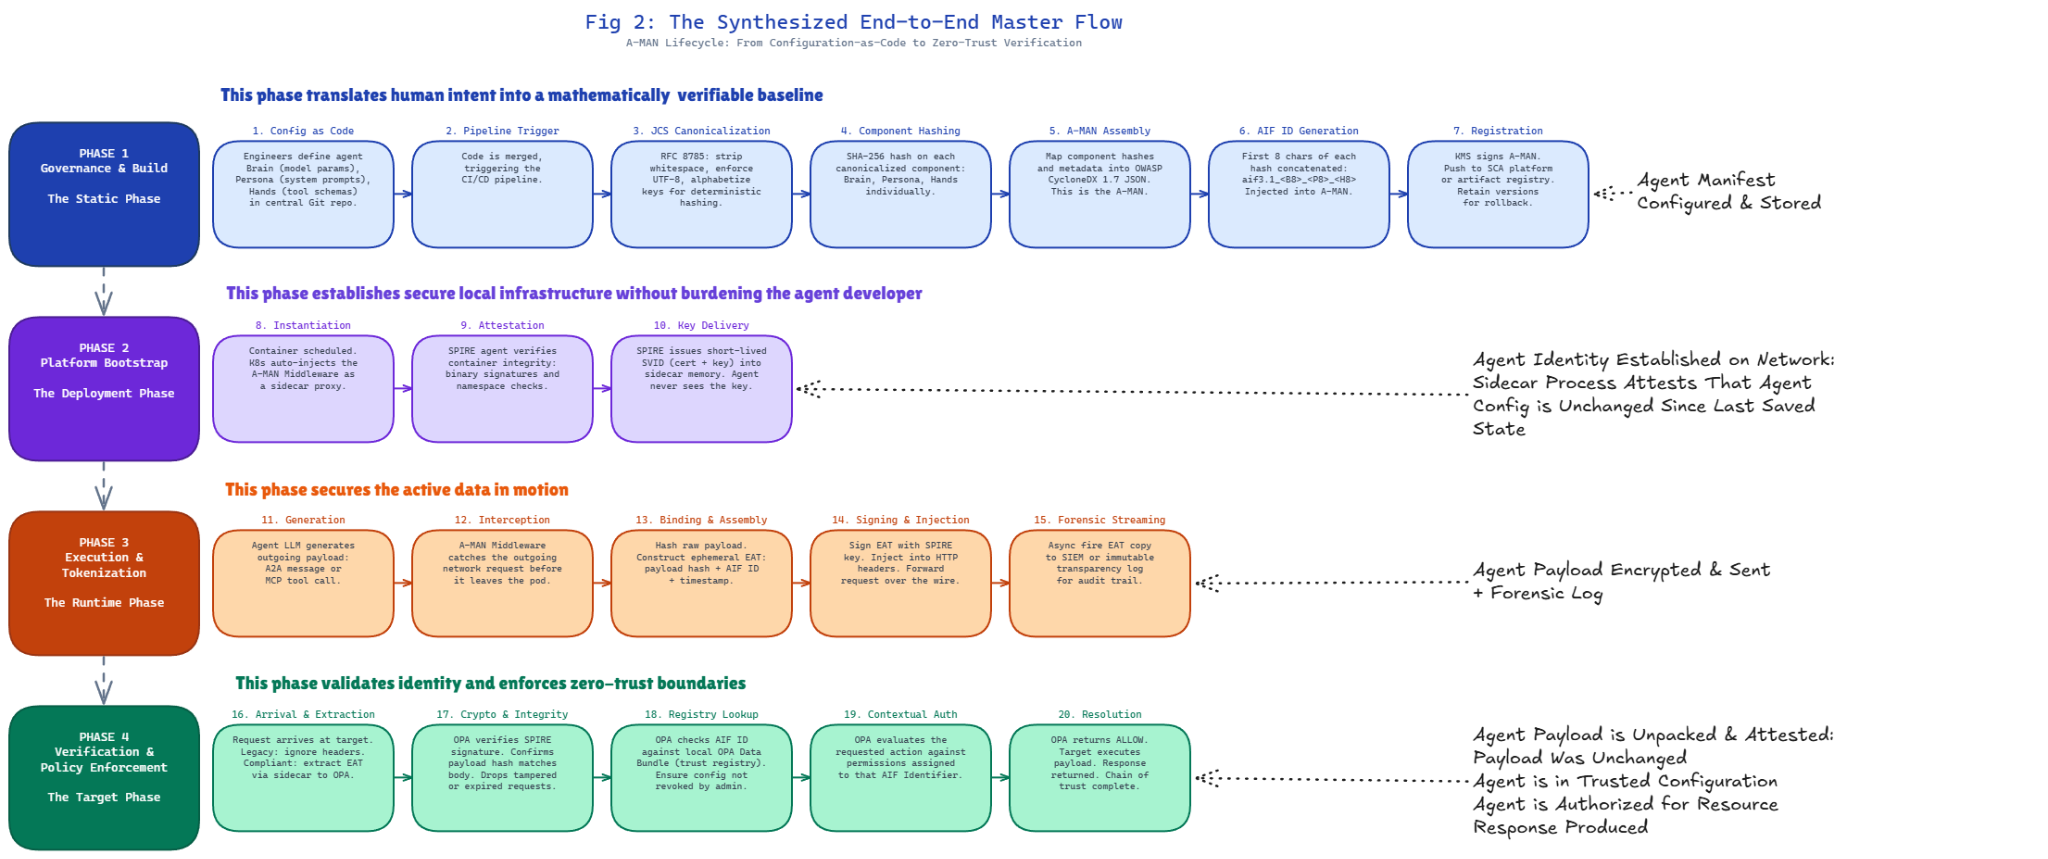 Fig 2: The Synthesized End-to-End Master Flow
A-MAN Lifecycle: From Configuration-as-Code to Zero-Trust Verification
This phase translates human intent into a mathematically verifiable baseline
PHASE 1
Governance & Build
The Static Phase
1. Config as Code
Engineers define agent
Brain (model params),
Persona (system prompts),
Hands (tool schemas)
in central Git repo.
2. Pipeline Trigger
Code is merged,
triggering the
CI/CD pipeline.
3. JCS Canonicalization
RFC 8785: strip
whitespace, enforce
UTF-8, alphabetize
keys for deterministic
hashing.
4. Component Hashing
SHA-256 hash on each
canonicalized component:
Brain, Persona, Hands
individually.
5. A-MAN Assembly
Map component hashes
and metadata into OWASP
CycloneDX 1.7 JSON.
This is the A-MAN.
6. AIF ID Generation
First 8 chars of each
hash concatenated:
aif3.1_<B8>_<P8>_<H8>
Injected into A-MAN.
7. Registration
KMS signs A-MAN.
Push to SCA platform
or artifact registry.
Retain versions
for rollback.
Agent Manifest
Configured & Stored
This phase establishes secure local infrastructure without burdening the agent developer
PHASE 2
Platform Bootstrap
The Deployment Phase
8. Instantiation
Container scheduled.
K8s auto-injects the
A-MAN Middleware as
a sidecar proxy.
9. Attestation
SPIRE agent verifies
container integrity:
binary signatures and
namespace checks.
10. Key Delivery
SPIRE issues short-lived
SVID (cert + key) into
sidecar memory. Agent
never sees the key.
Agent Identity Established on Network:
Sidecar Process Attests That Agent
Config is Unchanged Since Last Saved
State
This phase secures the active data in motion
PHASE 3
Execution &
Tokenization
The Runtime Phase
11. Generation
Agent LLM generates
outgoing payload:
A2A message or
MCP tool call.
12. Interception
A-MAN Middleware
catches the outgoing
network request before
it leaves the pod.
13. Binding & Assembly
Hash raw payload.
Construct ephemeral EAT:
payload hash + AIF ID
+ timestamp.
14. Signing & Injection
Sign EAT with SPIRE
key. Inject into HTTP
headers. Forward
request over the wire.
15. Forensic Streaming
Async fire EAT copy
to SIEM or immutable
transparency log
for audit trail.
Agent Payload Encrypted & Sent
+ Forensic Log
This phase validates identity and enforces zero-trust boundaries
PHASE 4
Verification &
Policy Enforcement
The Target Phase
16. Arrival & Extraction
Request arrives at target.
Legacy: ignore headers.
Compliant: extract EAT
via sidecar to OPA.
17. Crypto & Integrity
OPA verifies SPIRE
signature. Confirms
payload hash matches
body. Drops tampered
or expired requests.
18. Registry Lookup
OPA checks AIF ID
against local OPA Data
Bundle (trust registry).
Ensure config not
revoked by admin.
19. Contextual Auth
OPA evaluates the
requested action against
permissions assigned
to that AIF Identifier.
20. Resolution
OPA returns ALLOW.
Target executes
payload. Response
returned. Chain of
trust complete.
Agent Payload is Unpacked & Attested:
Payload Was Unchanged
Agent is in Trusted Configuration
Agent is Authorized for Resource
Response Produced